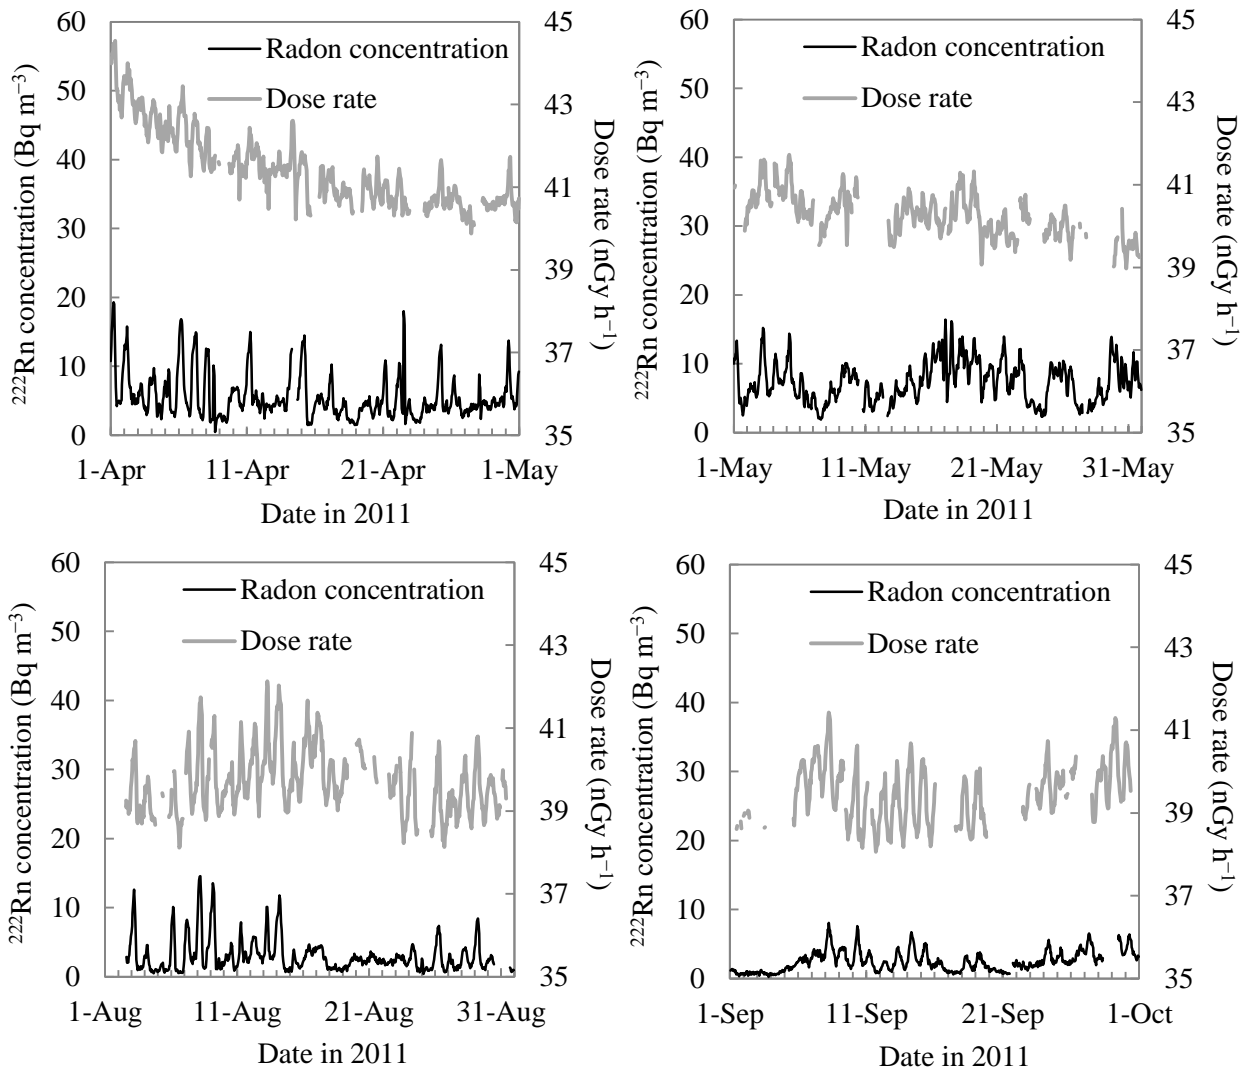 60
50
40
30
20
10
0
²²²Rn concentration (Bq m⁻³)
Radon concentration
Dose rate
45
43
41
39
37
35
Dose rate (nGy h⁻¹)
1-Apr 11-Apr 21-Apr 1-May
Date in 2011
60
50
40
30
20
10
0
²²²Rn concentration (Bq m⁻³)
Radon concentration
Dose rate
45
43
41
39
37
35
Dose rate (nGy h⁻¹)
1-May 11-May 21-May 31-May
Date in 2011
60
50
40
30
20
10
0
²²²Rn concentration (Bq m⁻³)
Radon concentration
Dose rate
45
43
41
39
37
35
Dose rate (nGy h⁻¹)
1-Aug 11-Aug 21-Aug 31-Aug
Date in 2011
60
50
40
30
20
10
0
²²²Rn concentration (Bq m⁻³)
Radon concentration
Dose rate
45
43
41
39
37
35
Dose rate (nGy h⁻¹)
1-Sep 11-Sep 21-Sep 1-Oct
Date in 2011